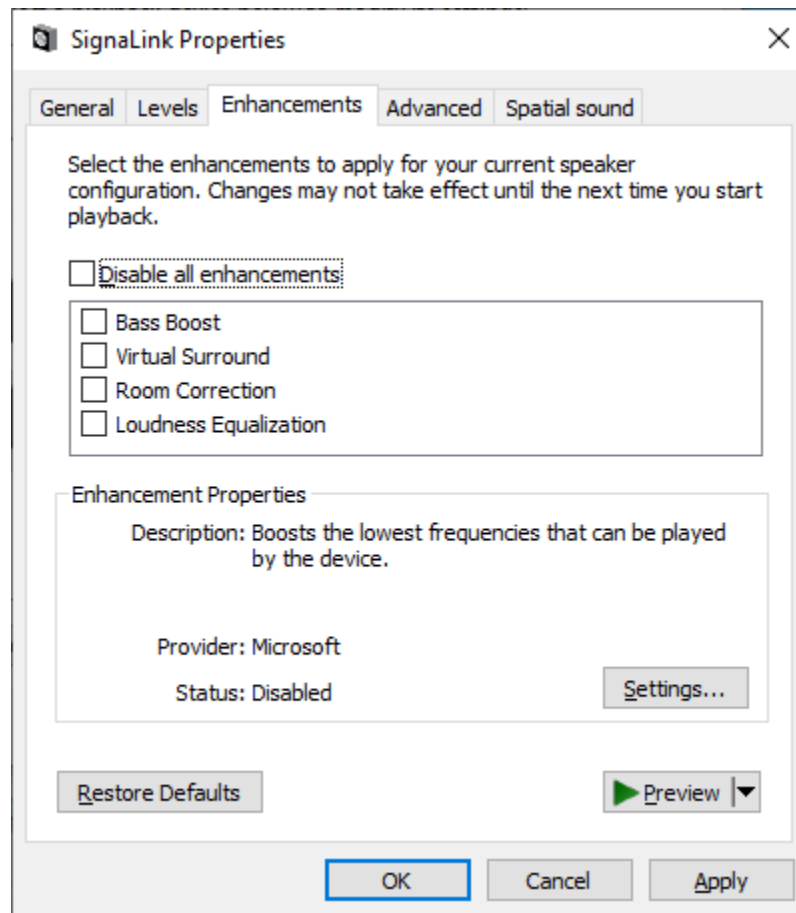 SignaLink Properties
General Levels Enhancements Advanced Spatial sound
Select the enhancements to apply for your current speaker
configuration. Changes may not take effect until the next time you start
playback.
Disable all enhancements
Bass Boost
Virtual Surround
Room Correction
Loudness Equalization
Enhancement Properties
Description: Boosts the lowest frequencies that can be played
by the device.
Provider: Microsoft
Status: Disabled
Settings...
Restore Defaults
Preview
OK Cancel Apply